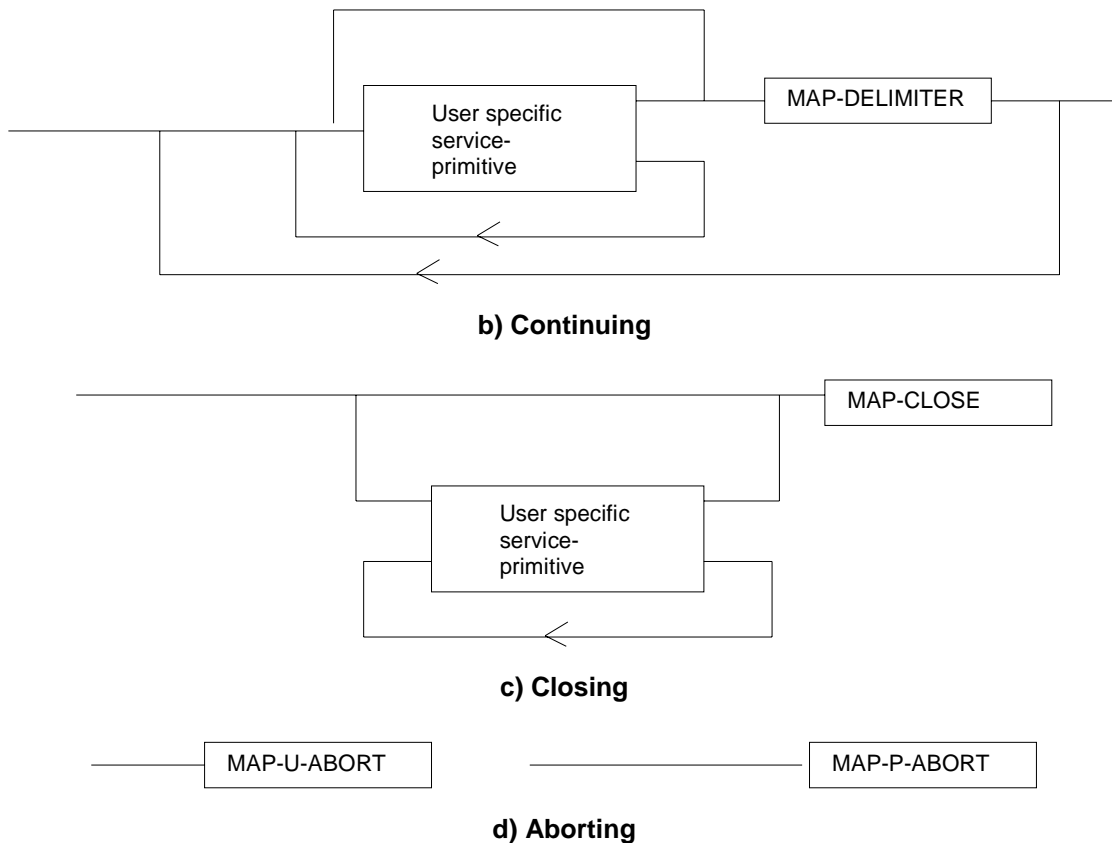 User specific
service-
primitive
MAP-DELIMITER
b) Continuing
MAP-CLOSE
User specific
service-
primitive
c) Closing
MAP-U-ABORT
MAP-P-ABORT
d) Aborting